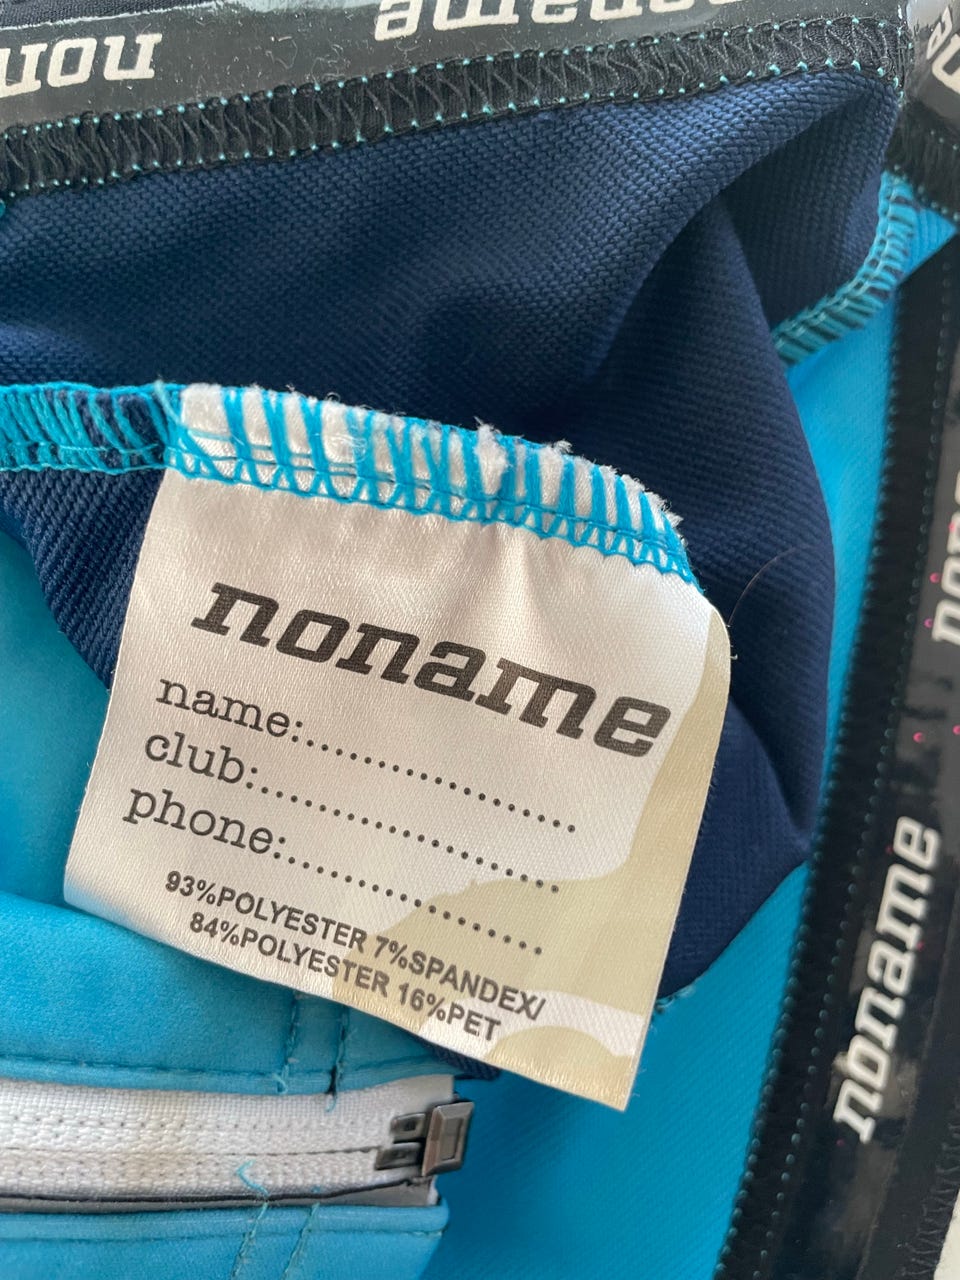 noname
noname
name:......................
club:......................
phone:......................
93%POLYESTER 7%SPANDEX/
84%POLYESTER 16%PET
noname